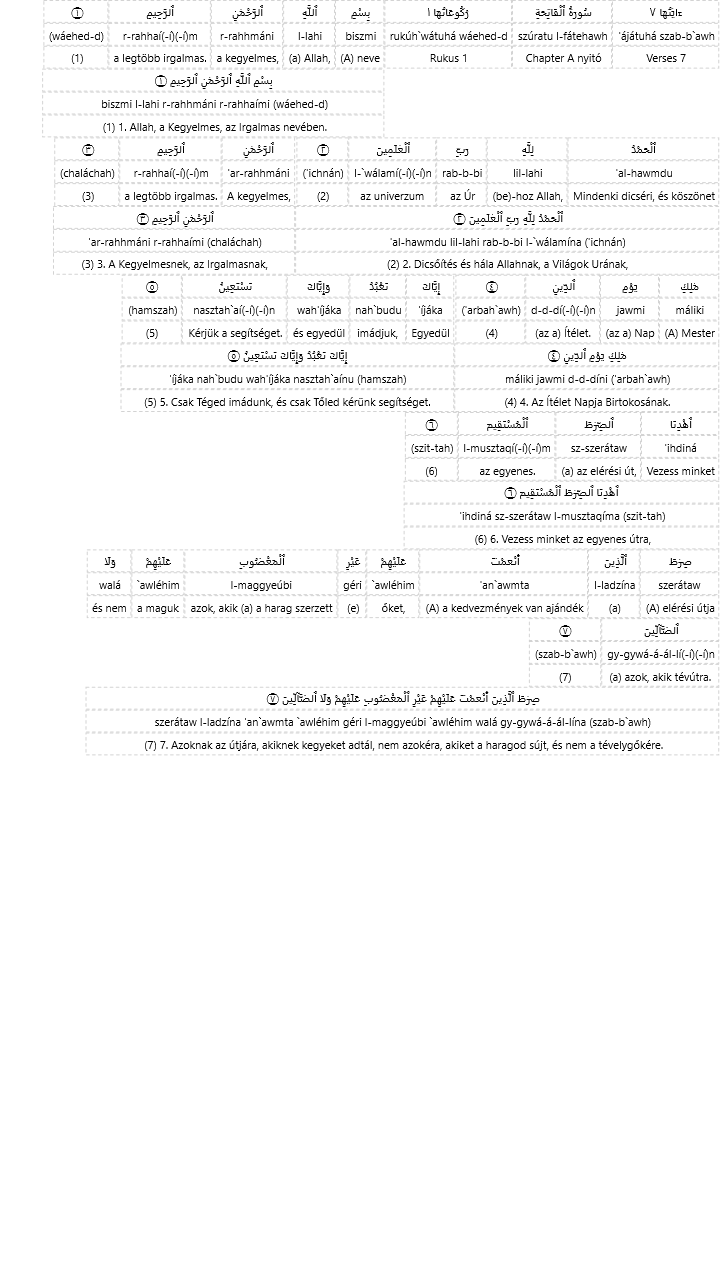 ءَايَٰتُهَا ٧ سُورَةُ ٱلْفَاتِحَةِ رُكُوعَاتُهَا ١ بِسْمِ ٱللَّهِ ٱلرَّحْمَٰنِ ٱلرَّحِيمِ ١
'ájátuhá szab-b`awh szúratu l-fátehawh rukúh`wátuhá wáehed-d biszmi l-lahi r-rahhmáni r-rahhaí(-í)(-í)m (wáehed-d)
Verses 7 Chapter A nyitó Rukus 1 (A) neve (a) Allah, a kegyelmes, a legtöbb irgalmas. (1)
بِسْمِ ٱللَّهِ ٱلرَّحْمَٰنِ ٱلرَّحِيمِ ١
biszmi l-lahi r-rahhmáni r-rahhaími (wáehed-d)
(1) 1. Allah, a Kegyelmes, az Irgalmas nevében.
ٱلْحَمْدُ لِلَّهِ رَبِّ ٱلْعَٰلَمِينَ ٢ ٱلرَّحْمَٰنِ ٱلرَّحِيمِ ٣
'al-hawmdu lil-lahi rab-b-bi l-`wálamí(-í)(-í)n ('ichnán) 'ar-rahhmáni r-rahhaí(-í)(-í)m (chaláchah)
Mindenki dicséri, és köszönet (be)-hoz Allah, az Úr az univerzum (2) A kegyelmes, a legtöbb irgalmas. (3)
ٱلْحَمْدُ لِلَّهِ رَبِّ ٱلْعَٰلَمِينَ ٢ ٱلرَّحْمَٰنِ ٱلرَّحِيمِ ٣
'al-hawmdu lil-lahi rab-b-bi l-`wálamína ('ichnán) 'ar-rahhmáni r-rahhaími (chaláchah)
(2) 2. Dicsőítés és hála Allahnak, a Világok Urának, (3) 3. A Kegyelmesnek, az Irgalmasnak,
مَٰلِكِ يَوْمِ ٱلدِّينِ ٤ إِيَّاكَ نَعْبُدُ وَإِيَّاكَ نَسْتَعِينُ ٥
máliki jawmi d-d-dí(-í)(-í)n ('arbah`awh) 'íjáka nah`budu wah'íjáka nasztah`aí(-í)(-í)n (hamszah)
(A) Mester (az a) Nap (az a) Ítélet. (4) Egyedül imádjuk, és egyedül Kérjük a segítséget. (5)
مَٰلِكِ يَوْمِ ٱلدِّينِ ٤ إِيَّاكَ نَعْبُدُ وَإِيَّاكَ نَسْتَعِينُ ٥
máliki jawmi d-d-díni ('arbah`awh) 'íjáka nah`budu wah'íjáka nasztah`aínu (hamszah)
(4) 4. Az Ítélet Napja Birtokosának. (5) 5. Csak Téged imádunk, és csak Tőled kérünk segítséget.
ٱهْدِنَا ٱلصِّرَٰطَ ٱلْمُسْتَقِيمَ ٦
'ihdiná sz-szerátaw l-musztaqí(-í)(-í)m (szit-tah)
Vezess minket (a) az elérési út, az egyenes. (6)
ٱهْدِنَا ٱلصِّرَٰطَ ٱلْمُسْتَقِيمَ ٦
'ihdiná sz-szerátaw l-musztaqíma (szit-tah)
(6) 6. Vezess minket az egyenes útra,
صِرَٰطَ ٱلَّذِينَ أَنْعَمْتَ عَلَيْهِمْ غَيْرِ ٱلْمَغْضُوبِ عَلَيْهِمْ وَلَا
szerátaw l-ladzína 'an`awmta `awléhim géri l-maggyeúbi `awléhim walá
(A) elérési útja (a) (A) a kedvezmények van ajándék őket, (e) azok, akik (a) a harag szerzett a maguk és nem
ٱلضَّآلِّينَ ٧
gy-gywá-á-ál-lí(-í)(-í)n (szab-b`awh)
(a) azok, akik tévútra. (7)
صِرَٰطَ ٱلَّذِينَ أَنْعَمْتَ عَلَيْهِمْ غَيْرِ ٱلْمَغْضُوبِ عَلَيْهِمْ وَلَا ٱلضَّآلِّينَ ٧
szerátaw l-ladzína 'an`awmta `awléhim géri l-maggyeúbi `awléhim walá gy-gywá-á-ál-lína (szab-b`awh)
(7) 7. Azoknak az útjára, akiknek kegyeket adtál, nem azokéra, akiket a haragod sújt, és nem a tévelygőkére.